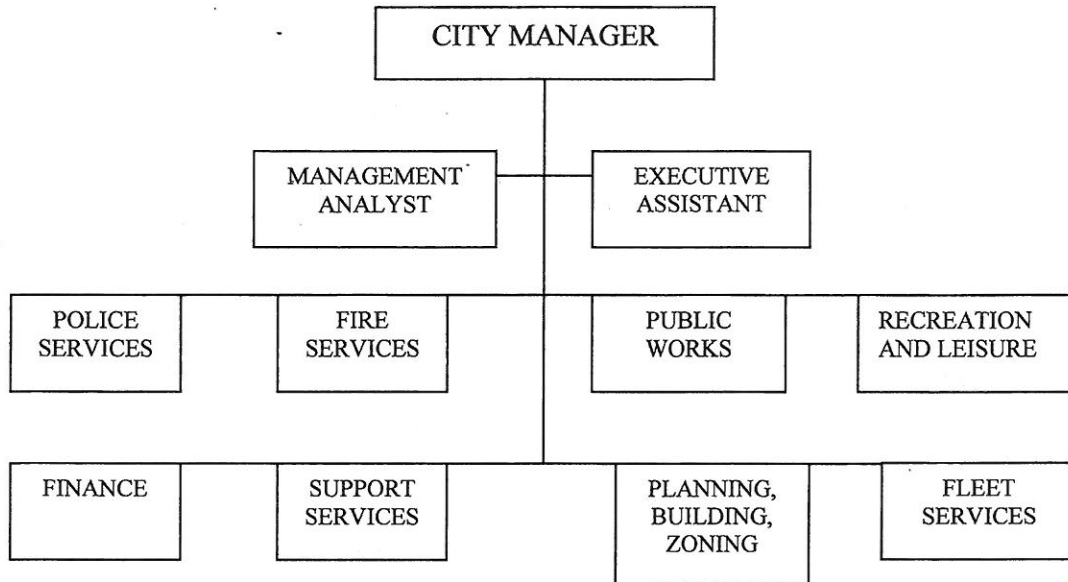 CITY MANAGER
MANAGEMENT
ANALYST
EXECUTIVE
ASSISTANT
POLICE
SERVICES
FIRE
SERVICES
PUBLIC
WORKS
RECREATION
AND LEISURE
FINANCE
SUPPORT
SERVICES
PLANNING,
BUILDING,
ZONING
FLEET
SERVICES